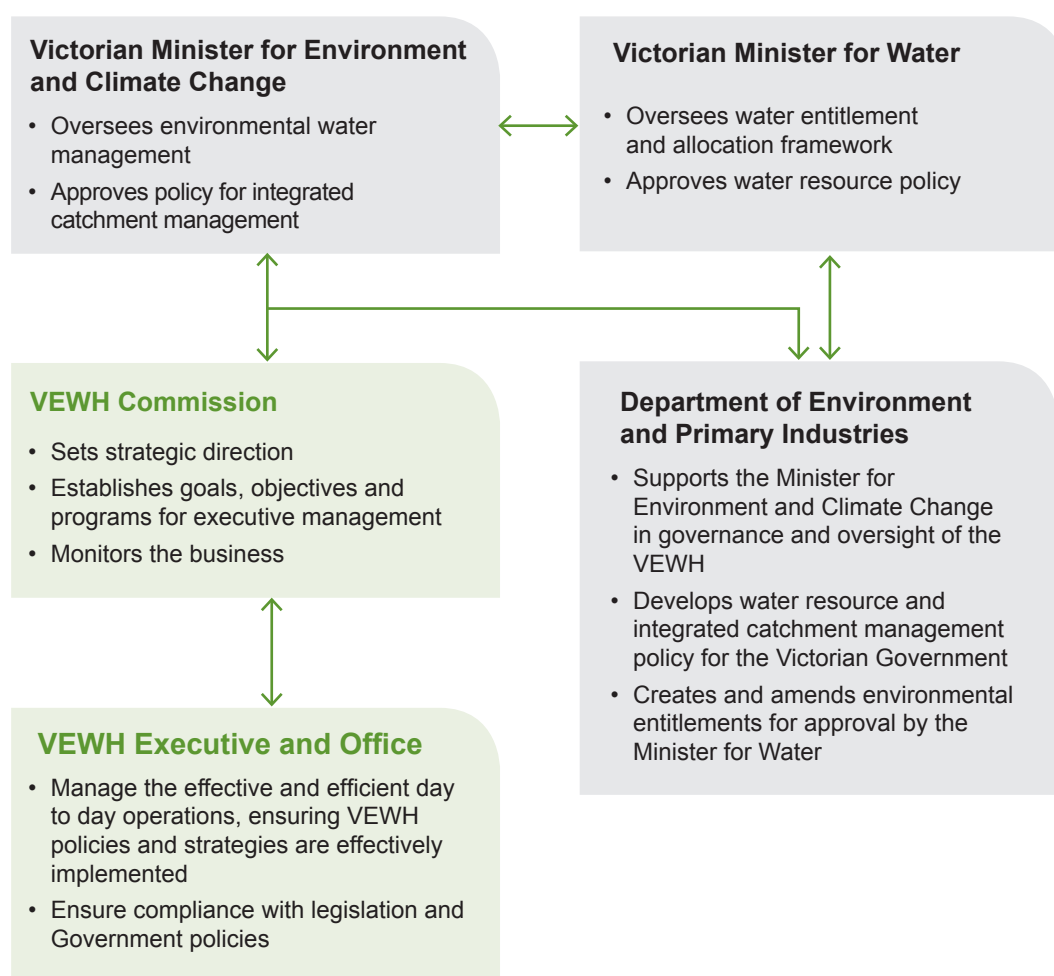 Victorian Minister for Environment
and Climate Change
• Oversees environmental water
management
• Approves policy for integrated
catchment management
Victorian Minister for Water
• Oversees water entitlement
and allocation framework
• Approves water resource policy
VEWH Commission
• Sets strategic direction
• Establishes goals, objectives and
programs for executive management
• Monitors the business
Department of Environment
and Primary Industries
• Supports the Minister for
Environment and Climate Change
in governance and oversight of the
VEWH
• Develops water resource and
integrated catchment management
policy for the Victorian Government
• Creates and amends environmental
entitlements for approval by the
Minister for Water
VEWH Executive and Office
• Manage the effective and efficient day
to day operations, ensuring VEWH
policies and strategies are effectively
implemented
• Ensure compliance with legislation and
Government policies